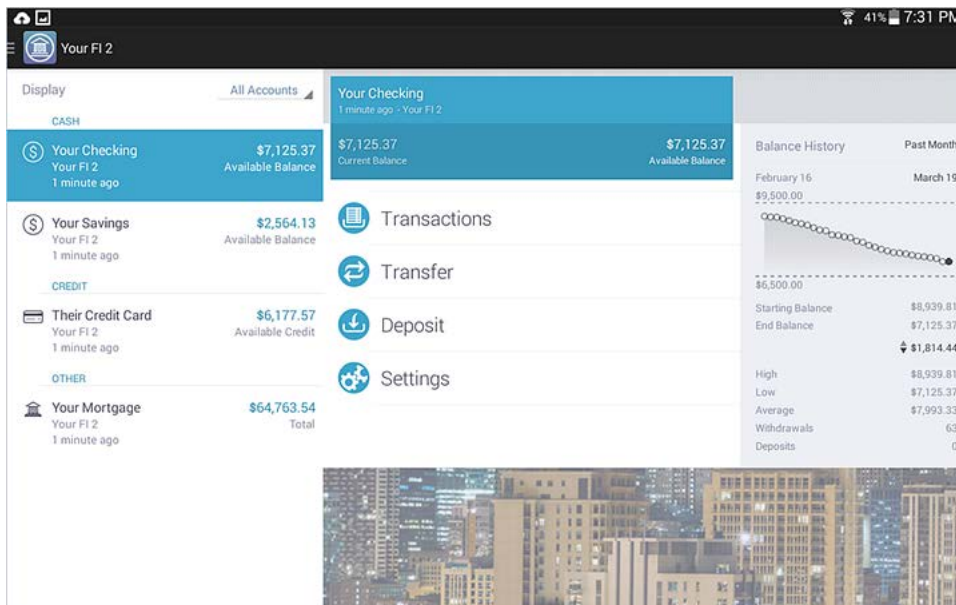 41% 7:31 PM
Your FI 2
Display All Accounts
CASH
Your Checking $7,125.37
Your FI 2 Available Balance
1 minute ago
Your Savings $2,564.13
Your FI 2 Available Balance
1 minute ago
CREDIT
Their Credit Card $6,177.57
Your FI 2 Available Credit
1 minute ago
OTHER
Your Mortgage $64,763.54
Your FI 2 Total
1 minute ago
Your Checking
1 minute ago - Your FI 2
$7,125.37 $7,125.37
Current Balance Available Balance
Transactions
Transfer
Deposit
Settings
Balance History Past Month
February 16 March 19
$9,500.00
$6,500.00
Starting Balance $8,939.81
End Balance $7,125.37
$1,814.44
High $8,939.81
Low $7,125.37
Average $7,993.33
Withdrawals 63
Deposits 0